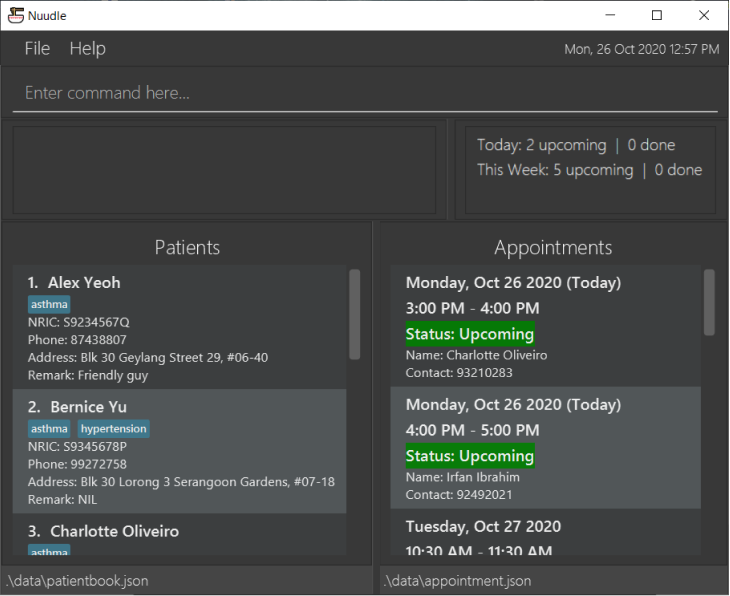 Nuudle
File Help
Mon, 26 Oct 2020 12:57 PM
Enter command here...
Today: 2 upcoming | 0 done
This Week: 5 upcoming | 0 done
Patients
1. Alex Yeoh
asthma
NRIC: S9234567Q
Phone: 87438807
Address: Blk 30 Geylang Street 29, #06-40
Remark: Friendly guy
2. Bernice Yu
asthma hypertension
NRIC: S9345678P
Phone: 99272758
Address: Blk 30 Lorong 3 Serangoon Gardens, #07-18
Remark: NIL
3. Charlotte Oliveiro
asthma
.\data\patientbook.json
Appointments
Monday, Oct 26 2020 (Today)
3:00 PM - 4:00 PM
Status: Upcoming
Name: Charlotte Oliveiro
Contact: 93210283
Monday, Oct 26 2020 (Today)
4:00 PM - 5:00 PM
Status: Upcoming
Name: Irfan Ibrahim
Contact: 92492021
Tuesday, Oct 27 2020
10:30 AM - 11:30 AM
.\data\appointment.json